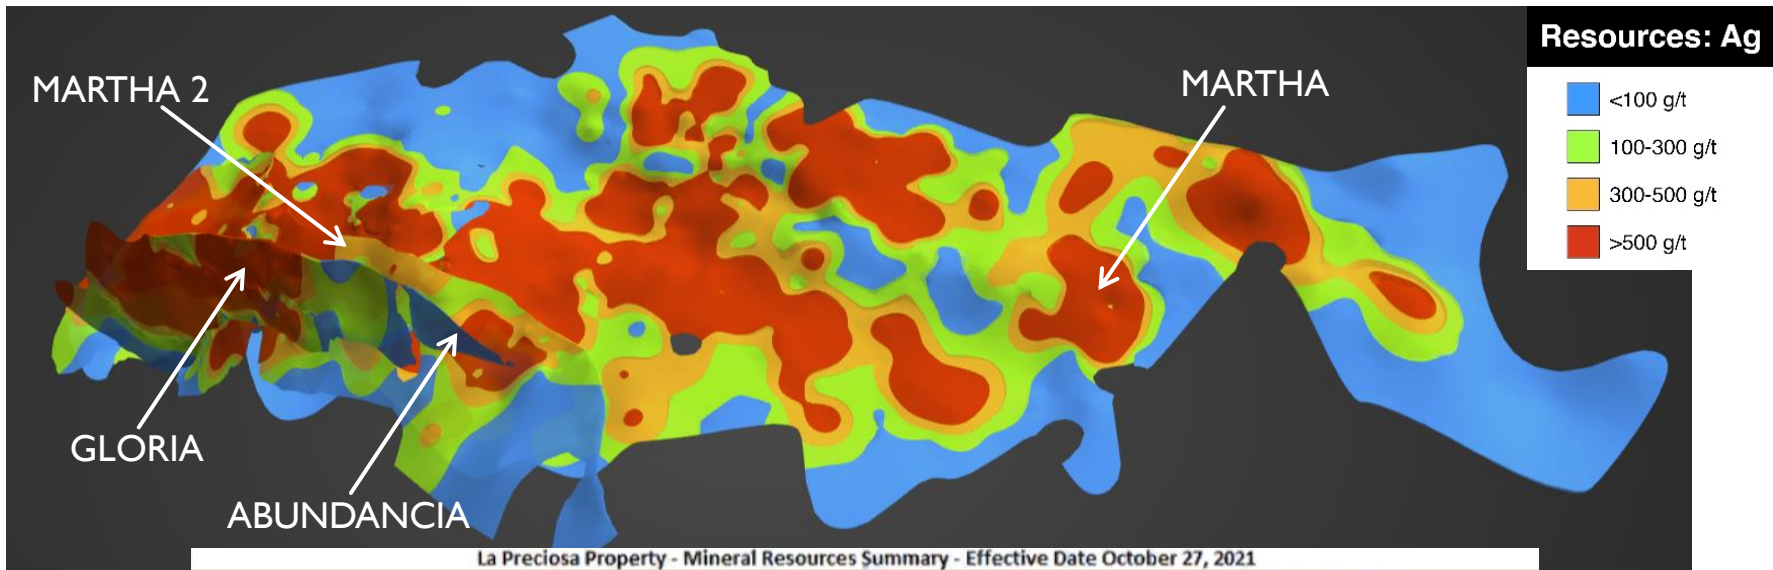 Resources: Ag
<100 g/t
100-300 g/t
300-500 g/t
>500 g/t
MARTHA 2
MARTHA
GLORIA
ABUNDANCIA
La Preciosa Property - Mineral Resources Summary - Effective Date October 27, 2021